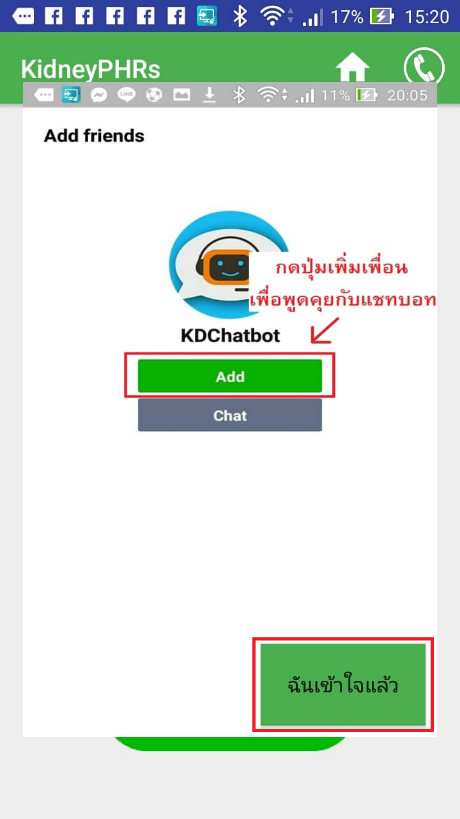 17% 15:20
KidneyPHRs
11% 20:05
Add friends
กดปุ่มเพิ่มเพื่อน
เพื่อพูดคุยกับแชทบอท
KDChatbot
Add
Chat
ฉันเข้าใจแล้ว